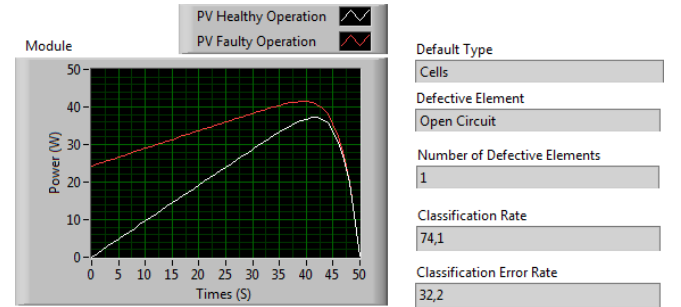 PV Healthy Operation
PV Faulty Operation
Module
50
40
30
20
10
0
Power (W)
0 5 10 15 20 25 30 35 40 45 50
Times (S)
Default Type
Cells
Defective Element
Open Circuit
Number of Defective Elements
1
Classification Rate
74,1
Classification Error Rate
32,2